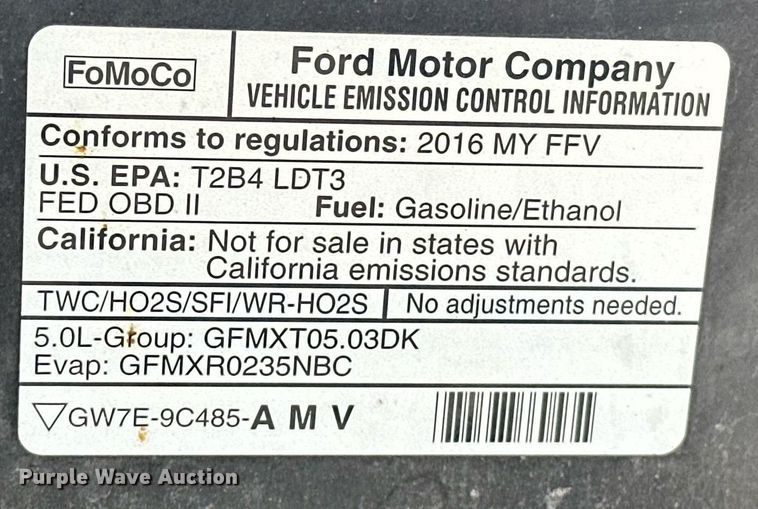 FoMoCo
Ford Motor Company
VEHICLE EMISSION CONTROL INFORMATION
Conforms to regulations: 2016 MY FFV
U.S. EPA: T2B4 LDT3
FED OBD II Fuel: Gasoline/Ethanol
California: Not for sale in states with
California emissions standards.
TWC/HO2S/SFI/WR-HO2S No adjustments needed.
5.0L-Group: GFMXT05.03DK
Evap: GFMXR0235NBC
GW7E-9C485-A M V
Purple Wave Auction